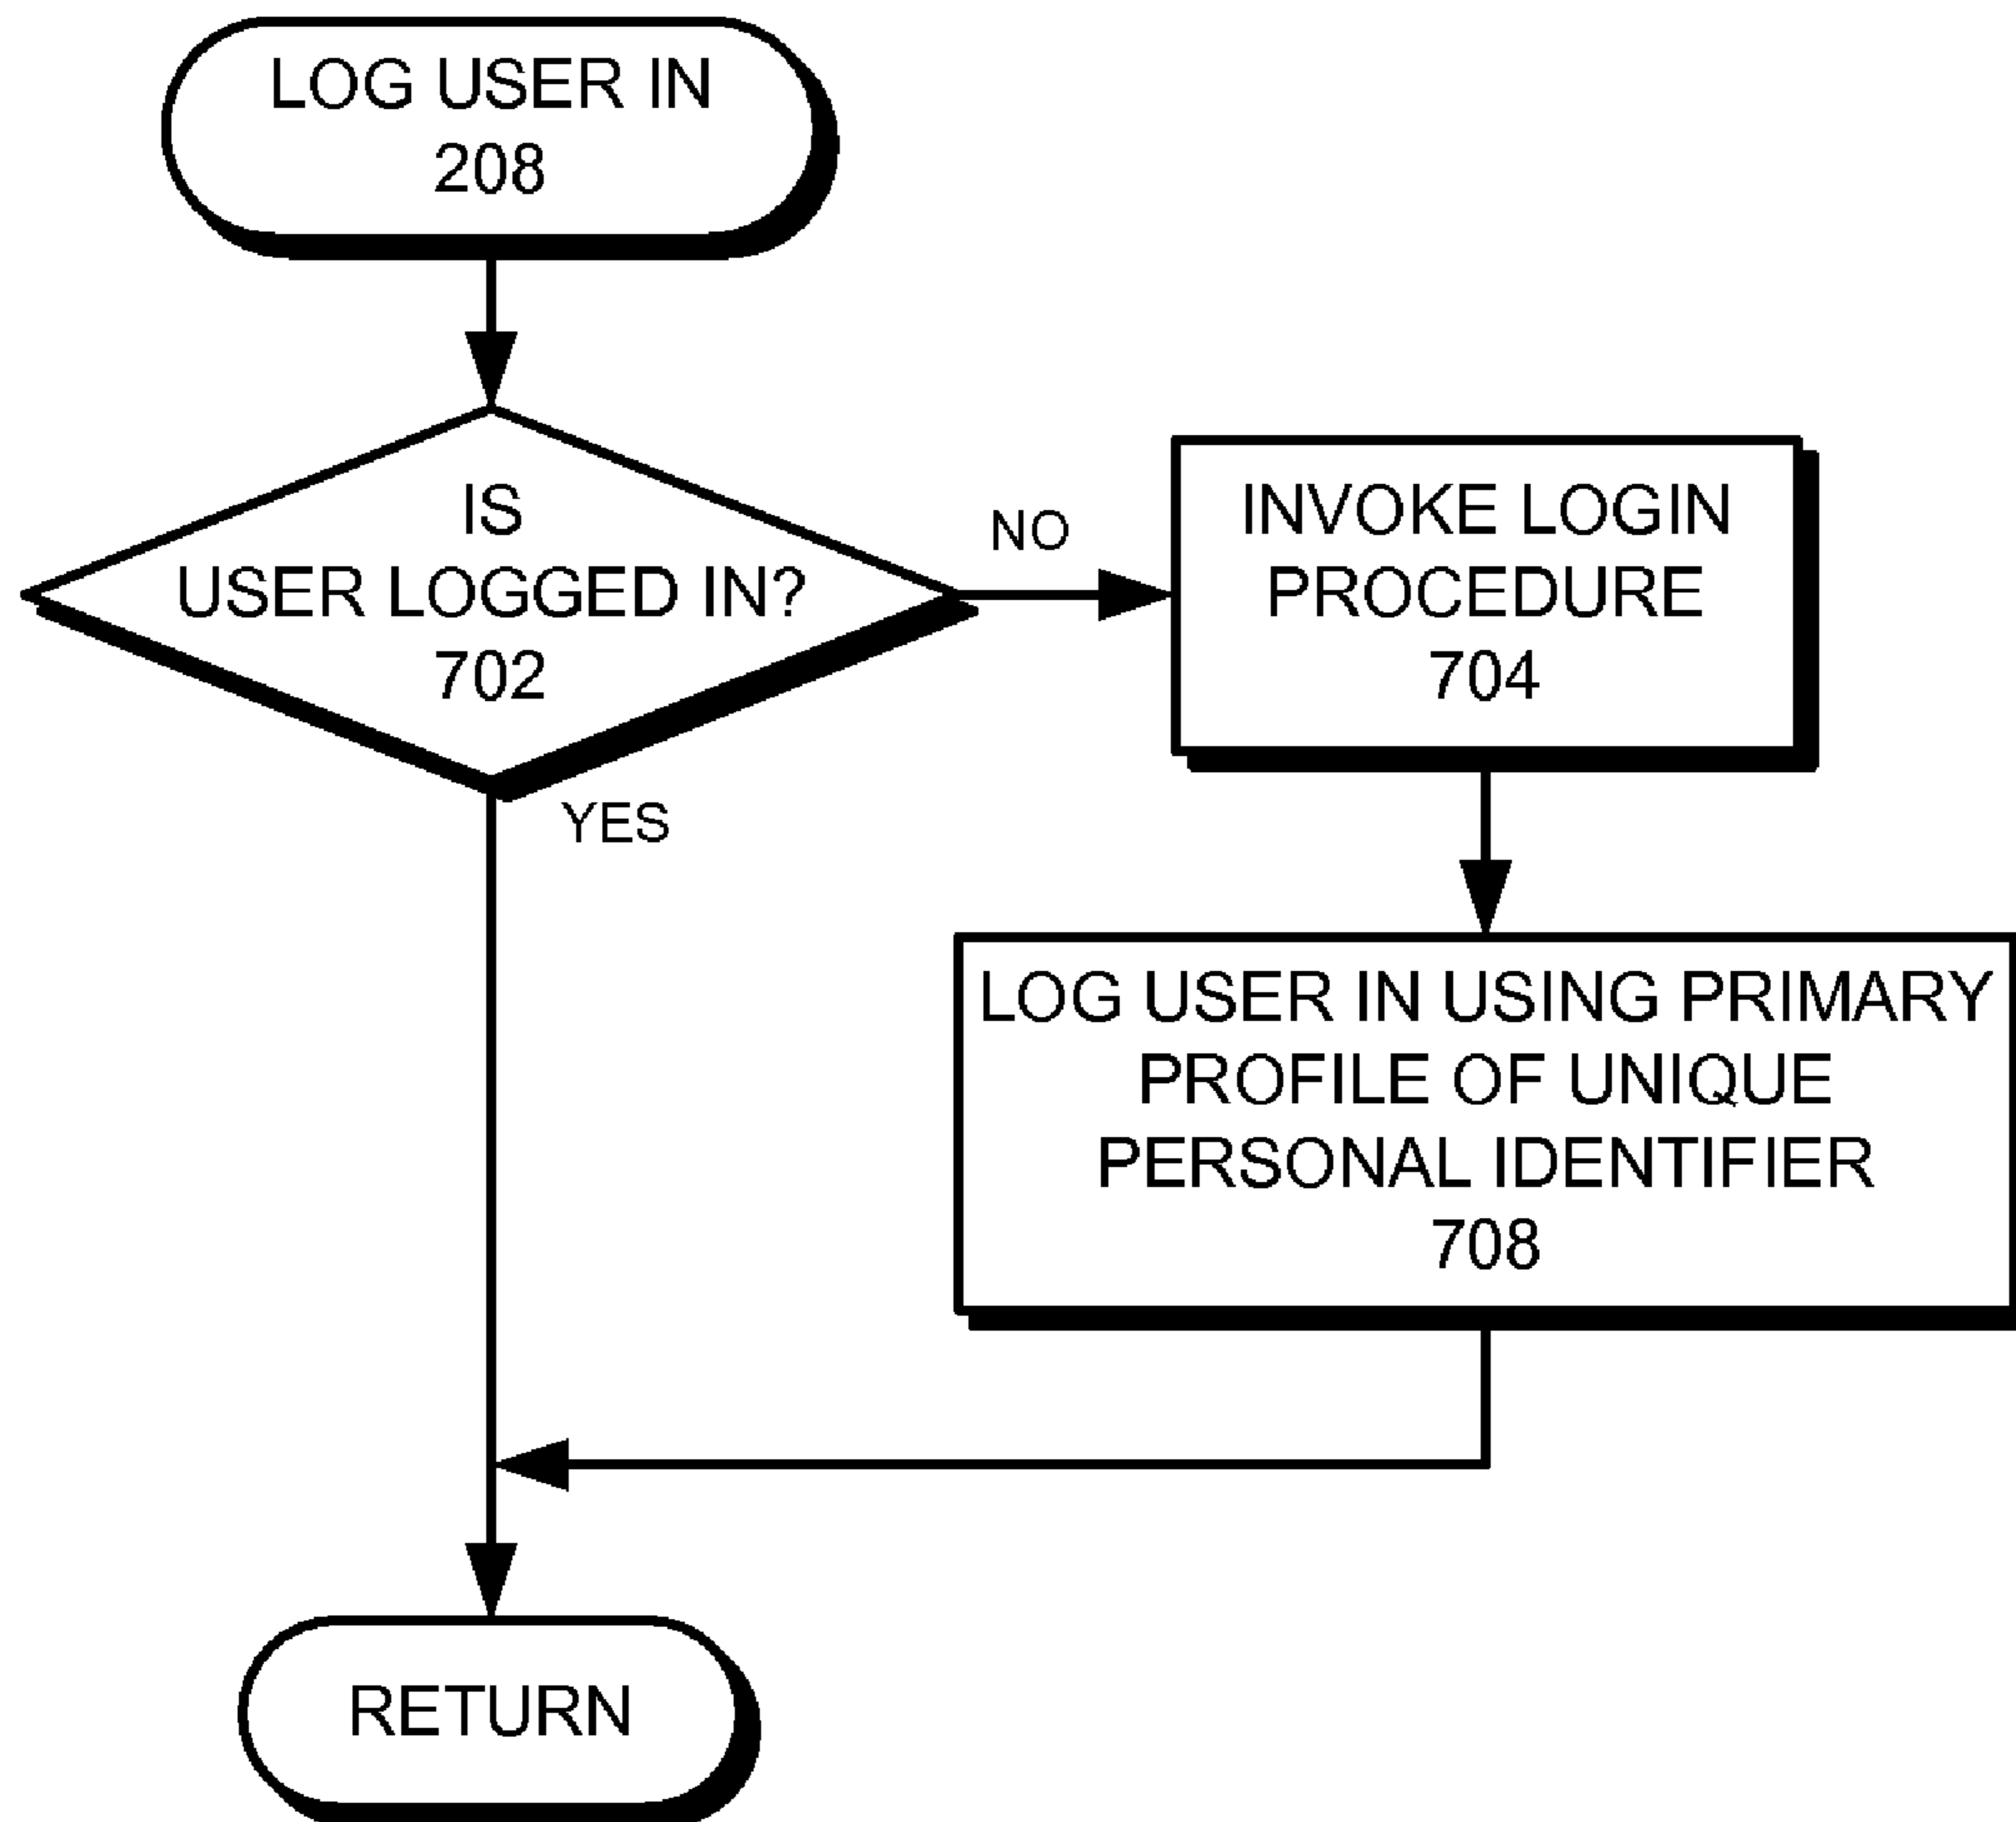 LOG USER IN
208
IS
USER LOGGED IN?
702
NO
INVOKE LOGIN
PROCEDURE
704
YES
LOG USER IN USING PRIMARY
PROFILE OF UNIQUE
PERSONAL IDENTIFIER
708
RETURN